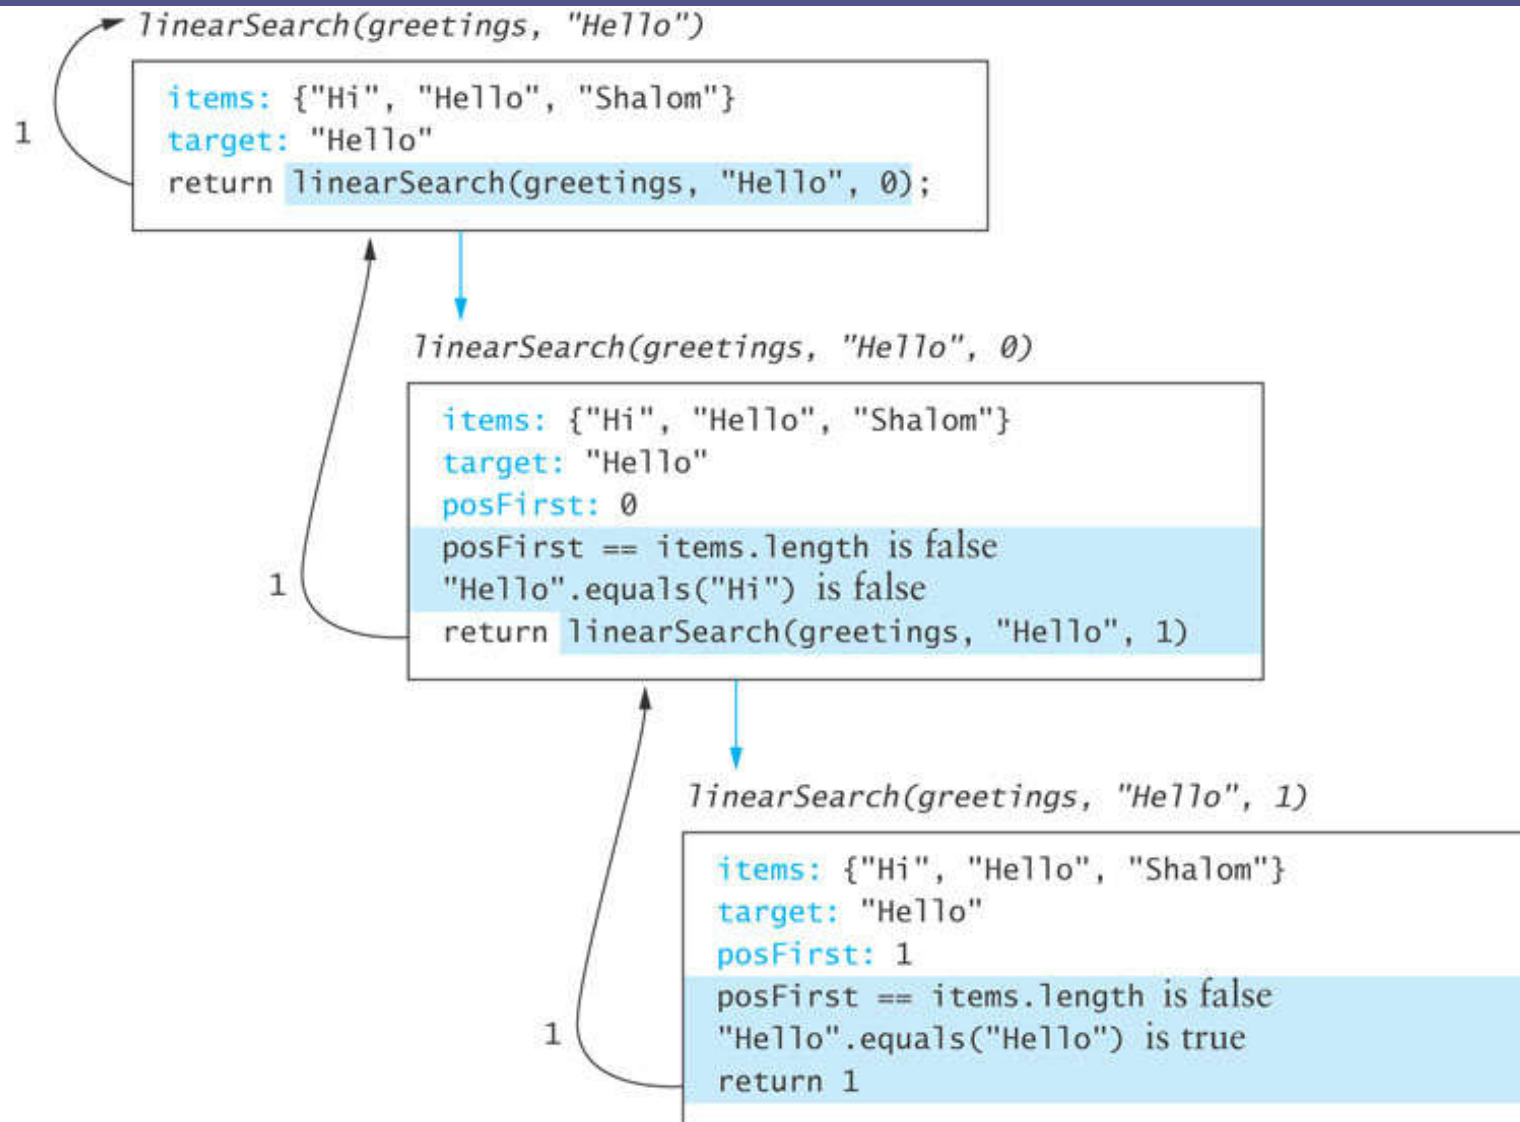 linearSearch(greetings, "Hello")
items: {"Hi", "Hello", "Shalom"}
target: "Hello"
return linearSearch(greetings, "Hello", 0);
1
linearSearch(greetings, "Hello", 0)
items: {"Hi", "Hello", "Shalom"}
target: "Hello"
posFirst: 0
posFirst == items.length is false
"Hello".equals("Hi") is false
return linearSearch(greetings, "Hello", 1)
1
linearSearch(greetings, "Hello", 1)
items: {"Hi", "Hello", "Shalom"}
target: "Hello"
posFirst: 1
posFirst == items.length is false
"Hello".equals("Hello") is true
return 1
1